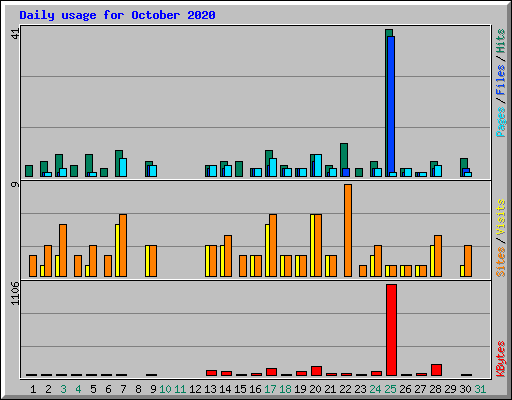 Daily usage for October 2020
41
Pages / Files / Hits
9
Sites / Visits
1106
KBytes
1 2 3 4 5 6 7 8 9 10 11 12 13 14 15 16 17 18 19 20 21 22 23 24 25 26 27 28 29 30 31